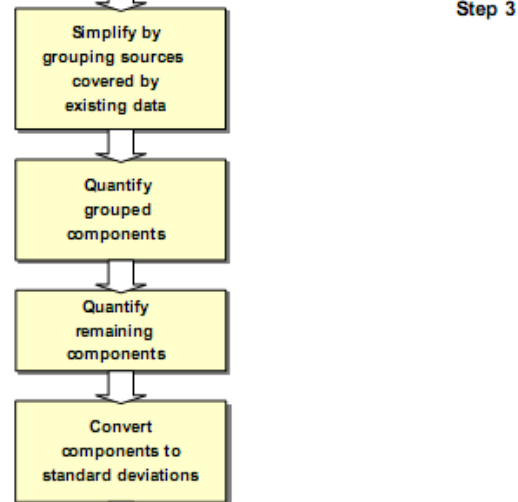 Step 3
Simplify by
grouping sources
covered by
existing data
Quantify
grouped
components
Quantify
remaining
components
Convert
components to
standard deviations